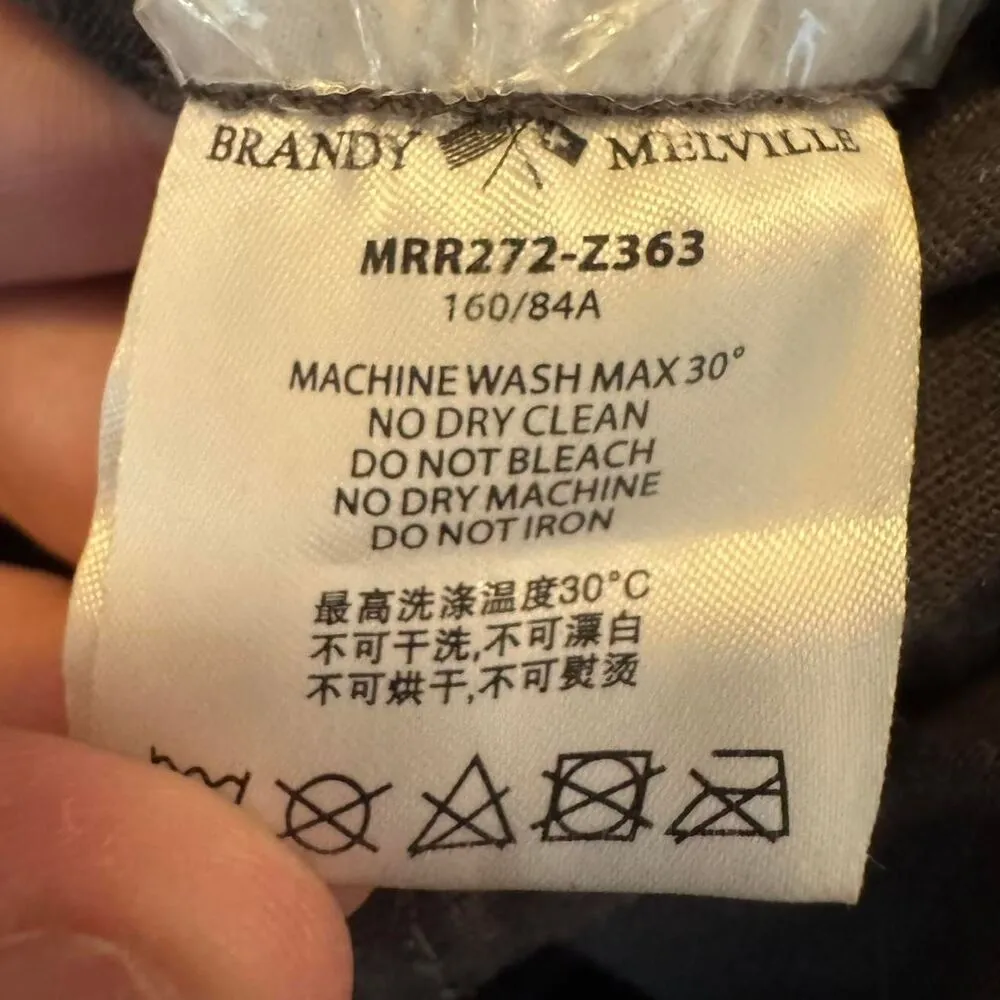 BRANDY MELVILLE
MRR272-Z363
160/84A
MACHINE WASH MAX 30°
NO DRY CLEAN
DO NOT BLEACH
NO DRY MACHINE
DO NOT IRON
最高洗涤温度30°C
不可干洗,不可漂白
不可烘干,不可熨烫